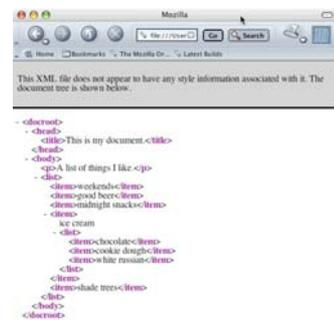 Mozilla
file:///User
Go
Search
Home
Bookmarks
The Mozilla Or...
Latest Builds
This XML file does not appear to have any style information associated with it. The
document tree is shown below.
- <docroot>
- <head>
<title>This is my document.</title>
</head>
- <body>
<p>A list of things I like.</p>
- <list>
<item>weekends</item>
<item>good beer</item>
<item>midnight snacks</item>
- <item>
ice cream
- <list>
<item>chocolate</item>
<item>cookie dough</item>
<item>white russian</item>
</list>
</item>
<item>shade trees</item>
</list>
</body>
</docroot>